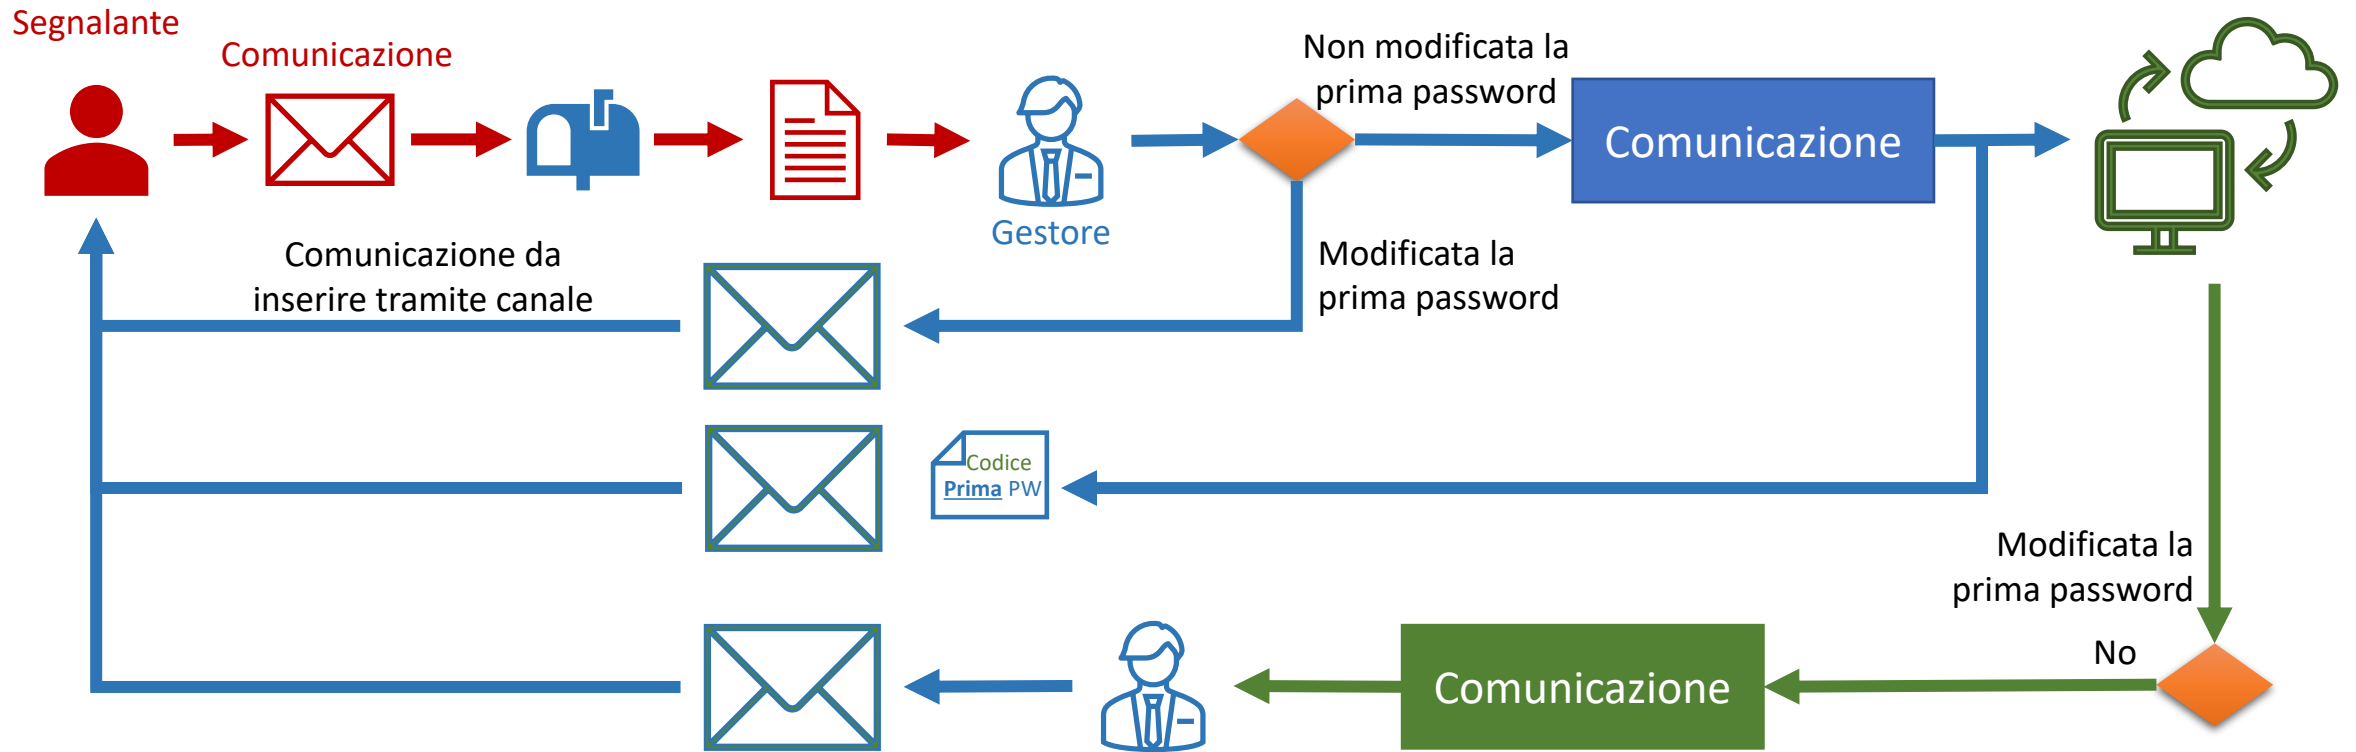 Segnalante
Comunicazione
Non modificata la
prima password
Comunicazione
Gestore
Comunicazione da
inserire tramite canale
Modificata la
prima password
Codice
Prima PW
Modificata la
prima password
No
Comunicazione